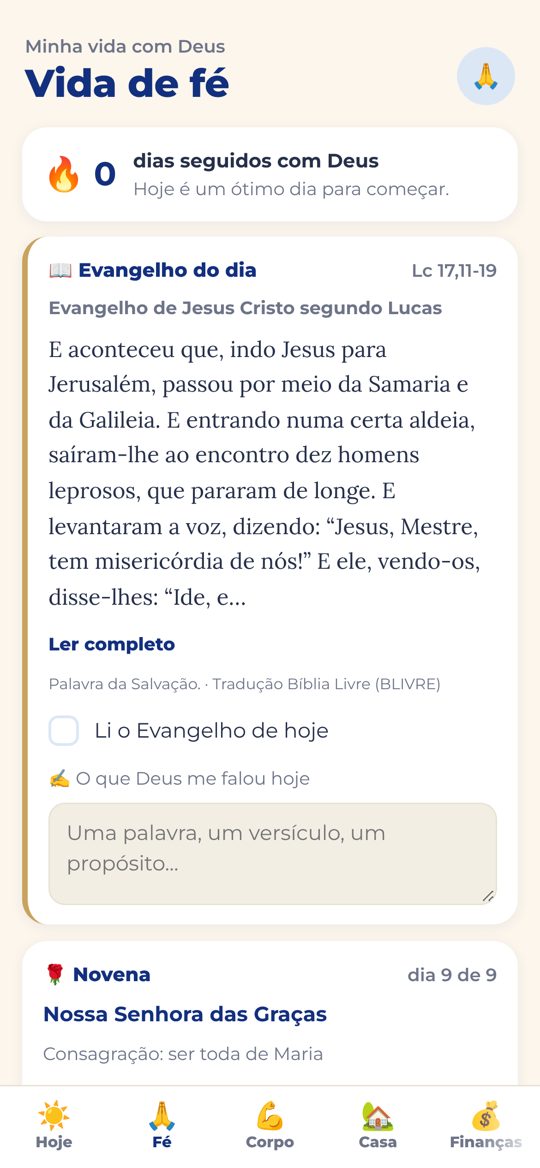 Minha vida com Deus
Vida de fé
🙏
🔥 0
dias seguidos com Deus
Hoje é um ótimo dia para começar.
📖 Evangelho do dia
Lc 17,11-19
Evangelho de Jesus Cristo segundo Lucas
E aconteceu que, indo Jesus para
Jerusalém, passou por meio da Samaria e
da Galileia. E entrando numa certa aldeia,
saíram-lhe ao encontro dez homens
leprosos, que pararam de longe. E
levantaram a voz, dizendo: “Jesus, Mestre,
tem misericórdia de nós!” E ele, vendo-os,
disse-lhes: “Ide, e...
Ler completo
Palavra da Salvação. · Tradução Bíblia Livre (BLIVRE)
Li o Evangelho de hoje
✍️ O que Deus me falou hoje
Uma palavra, um versículo, um
propósito...
🌹 Novena
dia 9 de 9
Nossa Senhora das Graças
Consagração: ser toda de Maria
Hoje
Fé
Corpo
Casa
Finanças